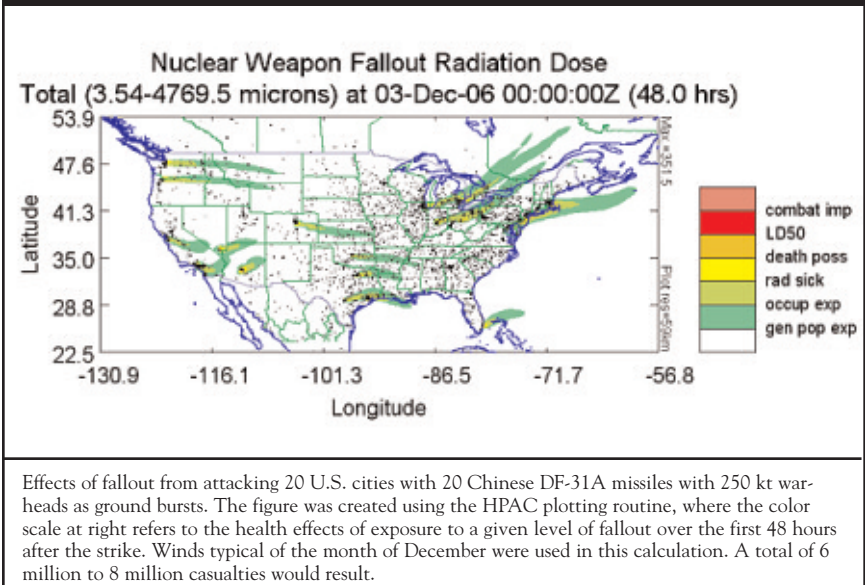 Nuclear Weapon Fallout Radiation Dose
Total (3.54-4769.5 microns) at 03-Dec-06 00:00:00Z (48.0 hrs)
53.9
47.6
41.3
35.0
28.8
22.5
Latitude
-130.9 -116.1 -101.3 -86.5 -71.7 -56.8
Longitude
Max =351.5
Plot res=59km
combat imp
LD50
death poss
rad sick
occup exp
gen pop exp
Effects of fallout from attacking 20 U.S. cities with 20 Chinese DF-31A missiles with 250 kt war-
heads as ground bursts. The figure was created using the HPAC plotting routine, where the color
scale at right refers to the health effects of exposure to a given level of fallout over the first 48 hours
after the strike. Winds typical of the month of December were used in this calculation. A total of 6
million to 8 million casualties would result.